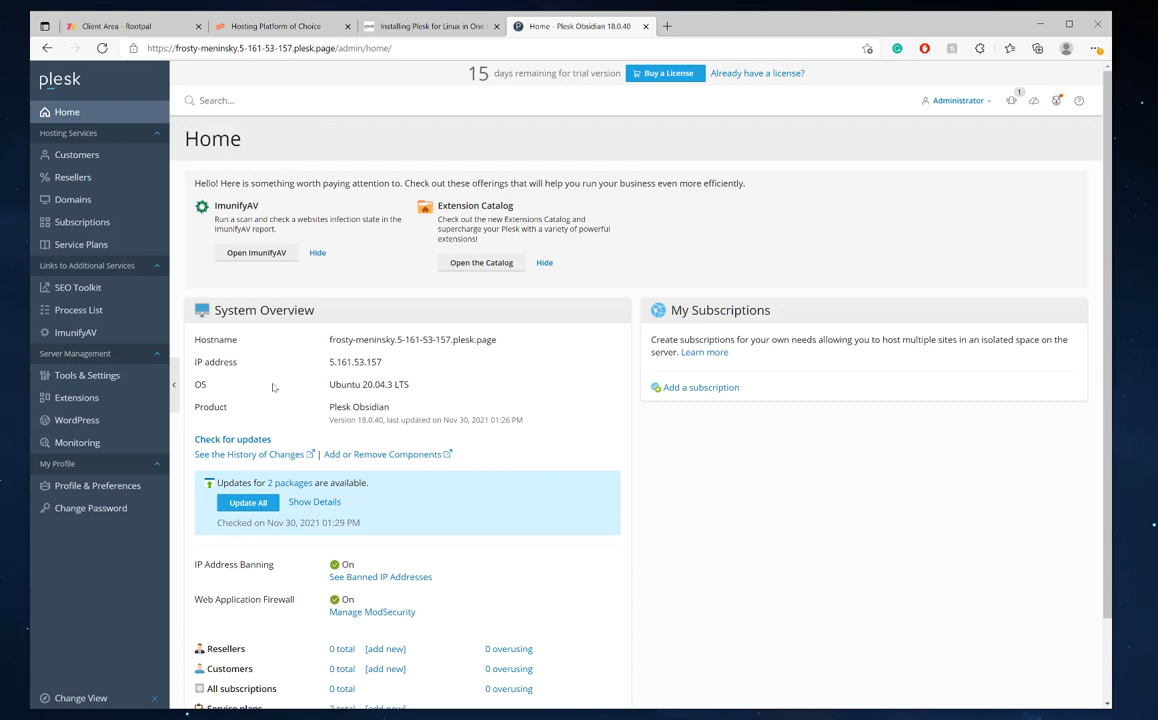 Client Area - Rootpal
Hosting Platform of Choice
Installing Plesk for Linux in One
Home - Plesk Obsidian 18.0.40
https://frosty-meninsky.5-161-53-157.plesk.page/admin/home/
plesk
15 days remaining for trial version Buy a License Already have a license?
Search...
Administrator
1
Home
Hosting Services
Customers
Resellers
Domains
Subscriptions
Service Plans
Links to Additional Services
SEO Toolkit
Process List
ImunifyAV
Server Management
Tools & Settings
Extensions
WordPress
Monitoring
My Profile
Profile & Preferences
Change Password
Change View
Home
Hello! Here is something worth paying attention to. Check out these offerings that will help you run your business even more efficiently.
ImunifyAV
Run a scan and check a websites infection state in the
ImunifyAV report.
Open ImunifyAV Hide
Extension Catalog
Check out the new Extensions Catalog and
supercharge your Plesk with a variety of powerful
extensions!
Open the Catalog Hide
System Overview
Hostname frosty-meninsky.5-161-53-157.plesk.page
IP address 5.161.53.157
OS Ubuntu 20.04.3 LTS
Product Plesk Obsidian
Version 18.0.40, last updated on Nov 30, 2021 01:26 PM
Check for updates
See the History of Changes | Add or Remove Components
Updates for 2 packages are available.
Update All Show Details
Checked on Nov 30, 2021 01:29 PM
IP Address Banning On
See Banned IP Addresses
Web Application Firewall On
Manage ModSecurity
Resellers 0 total [add new] 0 overusing
Customers 0 total [add new] 0 overusing
All subscriptions 0 total 0 overusing
My Subscriptions
Create subscriptions for your own needs allowing you to host multiple sites in an isolated space on the
server. Learn more
Add a subscription